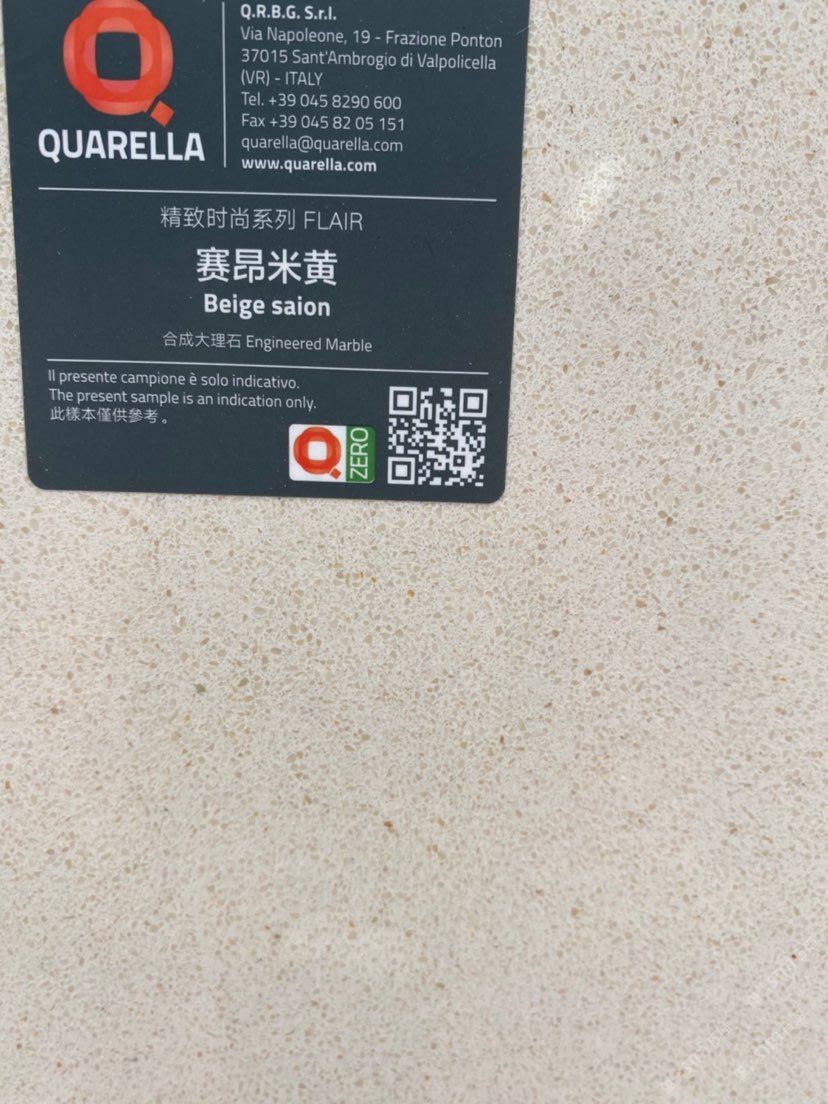 Q.R.B.G. S.r.l.
Via Napoleone, 19 - Frazione Ponton
37015 Sant'Ambrogio di Valpolicella
(VR) - ITALY
Tel. +39 045 8290 600
Fax +39 045 82 05 151
quarella@quarella.com
www.quarella.com
QUARELLA
精致时尚系列 FLAIR
赛昂米黄
Beige saion
合成大理石 Engineered Marble
Il presente campione è solo indicativo.
The present sample is an indication only.
此樣本僅供參考。
ZERO